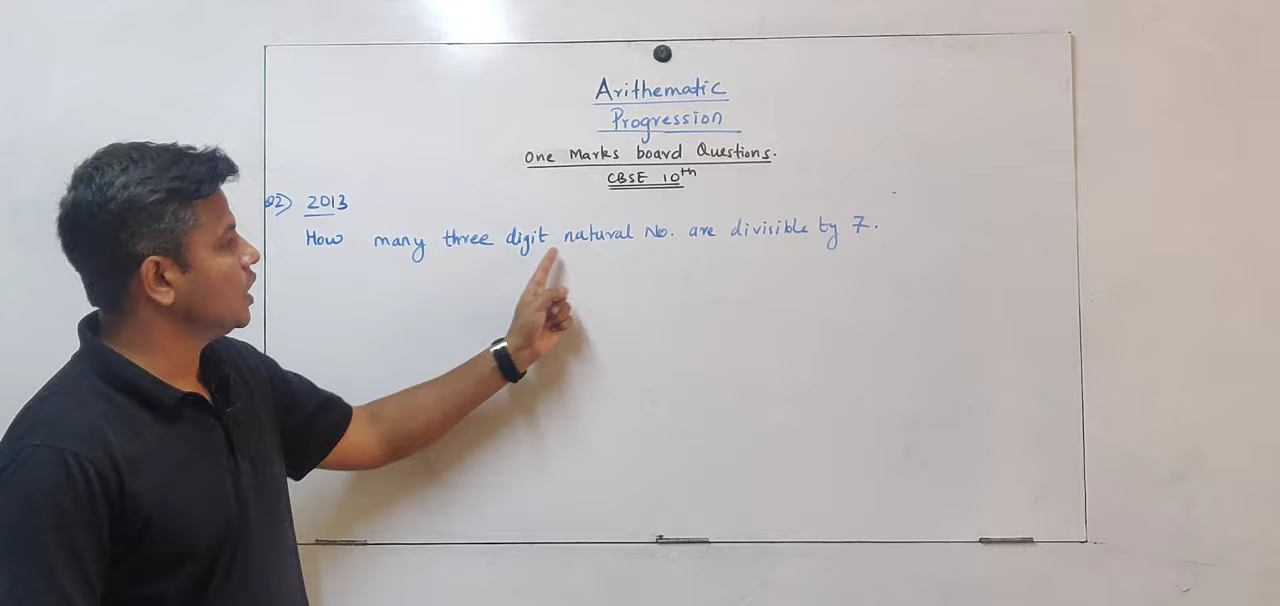 Arithematic
Progression
One Marks board Questions.
CBSE 10th
02) 2013
How many three digit natural No. are divisible by 7.